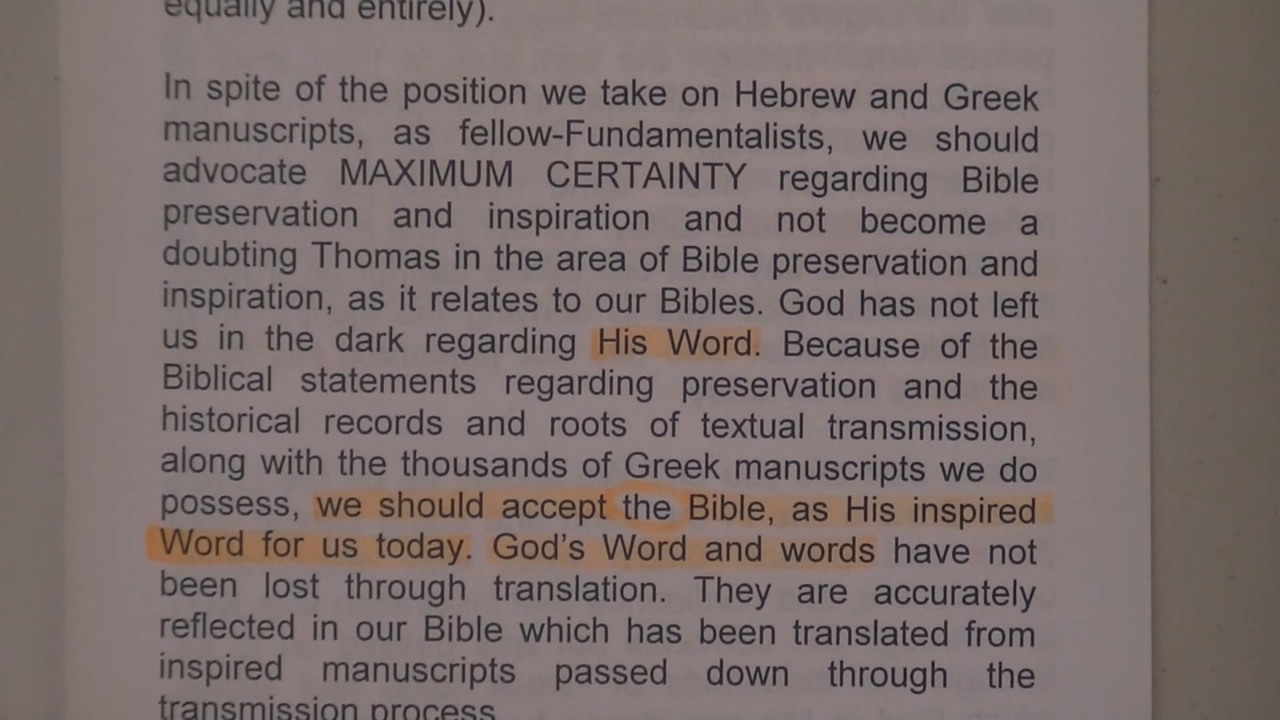 equally and entirely).
In spite of the position we take on Hebrew and Greek
manuscripts, as fellow-Fundamentalists, we should
advocate MAXIMUM CERTAINTY regarding Bible
preservation and inspiration and not become a
doubting Thomas in the area of Bible preservation and
inspiration, as it relates to our Bibles. God has not left
us in the dark regarding His Word. Because of the
Biblical statements regarding preservation and the
historical records and roots of textual transmission,
along with the thousands of Greek manuscripts we do
possess, we should accept the Bible, as His inspired
Word for us today. God's Word and words have not
been lost through translation. They are accurately
reflected in our Bible which has been translated from
inspired manuscripts passed down through the
transmission process